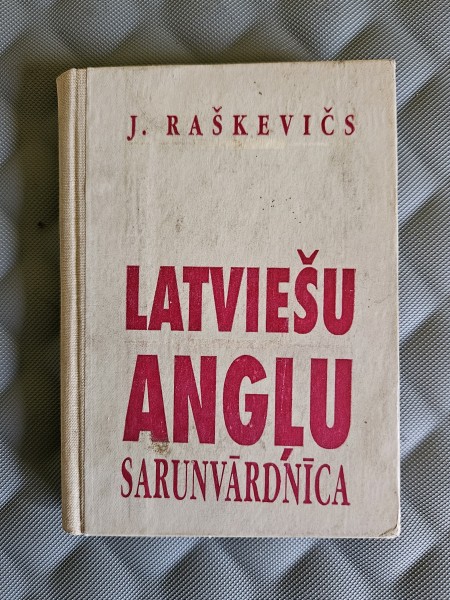 J. RAŠKEVIČS
LATVIEŠU
ANGĻU
SARUNVĀRDNĪCA